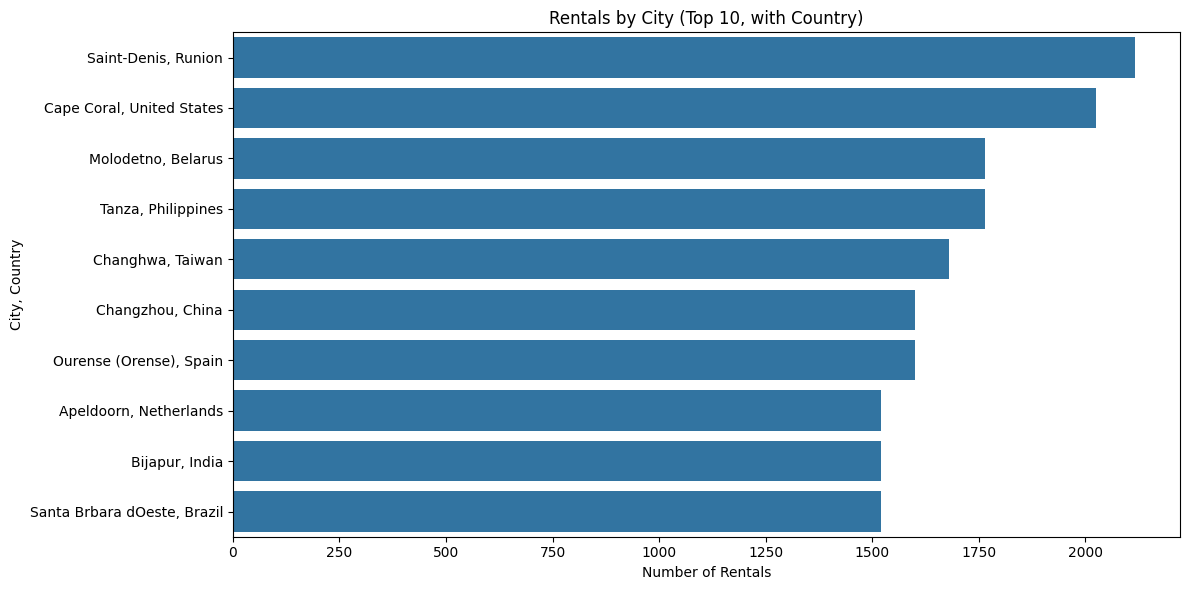 Rentals by City (Top 10, with Country)
City, Country
Saint-Denis, Runion
Cape Coral, United States
Molodetno, Belarus
Tanza, Philippines
Changhwa, Taiwan
Changzhou, China
Ourense (Orense), Spain
Apeldoorn, Netherlands
Bijapur, India
Santa Brbara dOeste, Brazil
0 250 500 750 1000 1250 1500 1750 2000
Number of Rentals